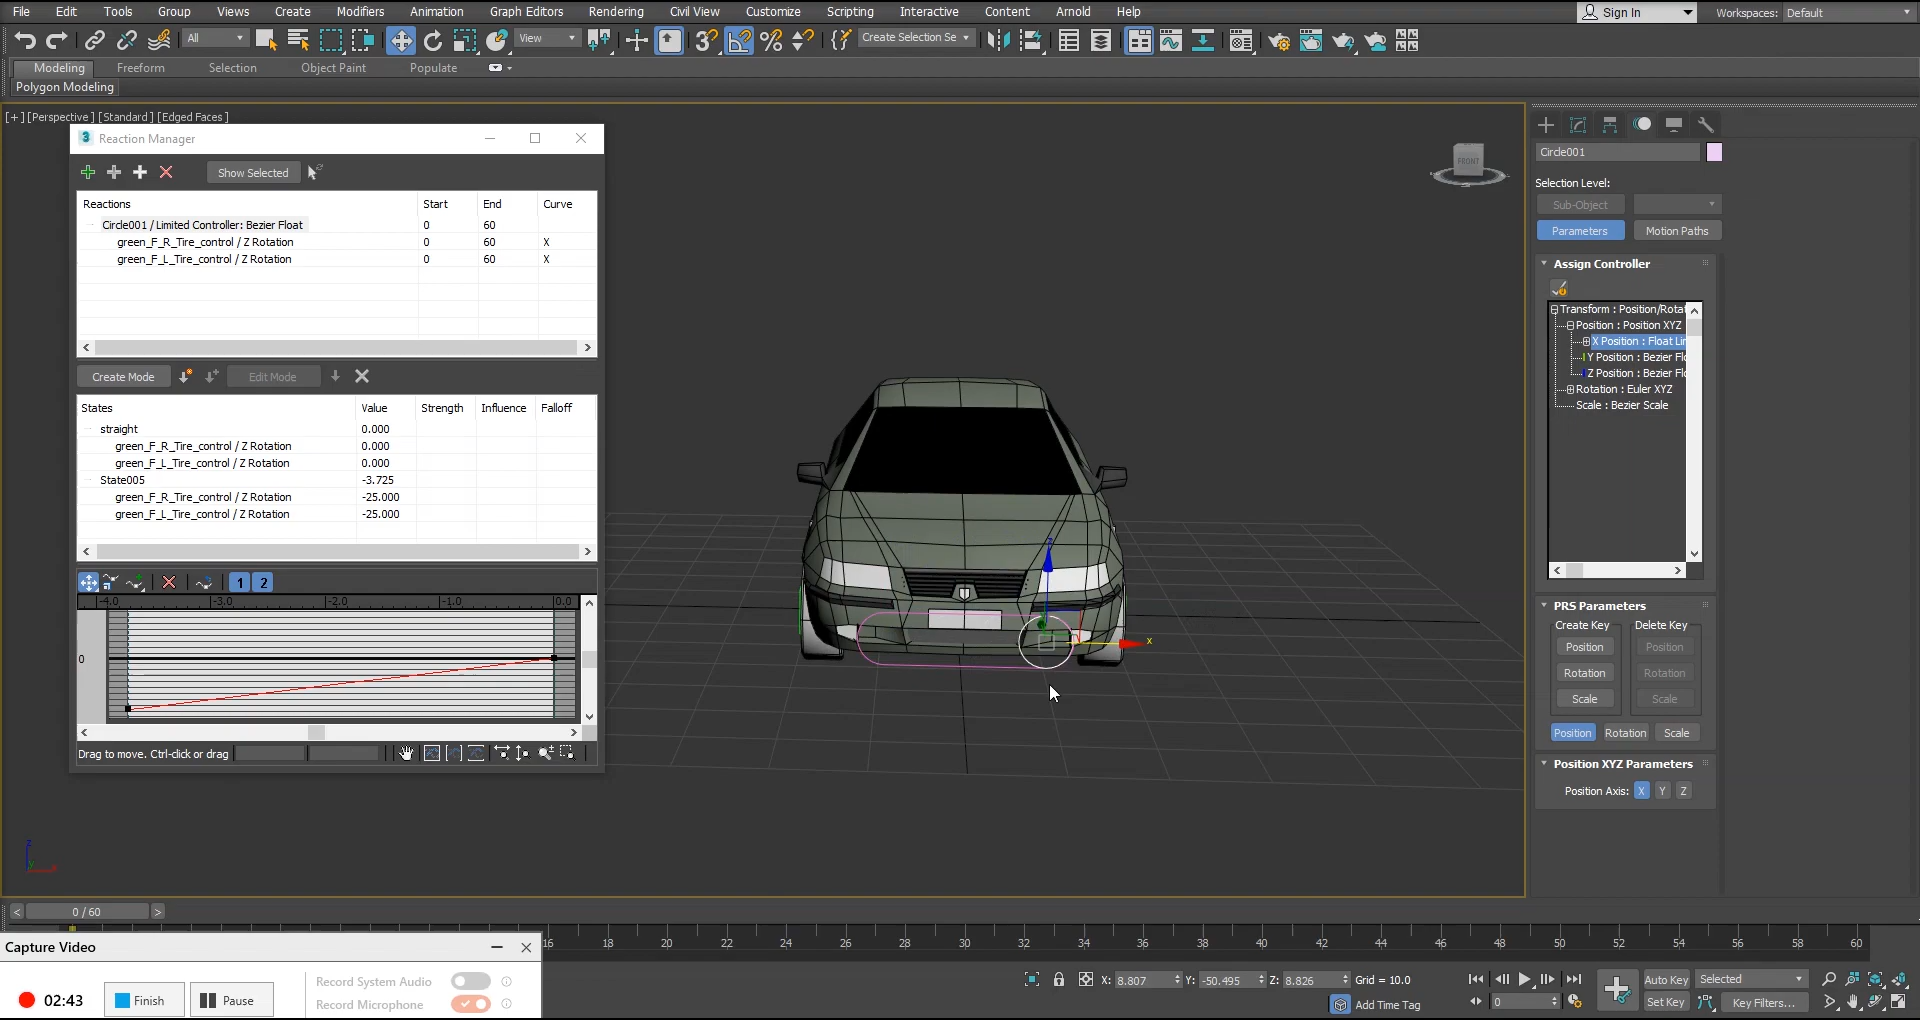 File Edit Tools Group Views Create Modifiers Animation Graph Editors Rendering Civil View Customize Scripting Interactive Content Arnold Help Sign In Workspaces: Default
All View 3 Create Selection Se
Modeling Freeform Selection Object Paint Populate
Polygon Modeling
[+] [Perspective ] [Standard ] [Edged Faces ]
3 Reaction Manager
Show Selected
Reactions Start End Curve
Circle001 / Limited Controller: Bezier Float 0 60
green_F_R_Tire_control / Z Rotation 0 60 X
green_F_L_Tire_control / Z Rotation 0 60 X
Create Mode Edit Mode
States Value Strength Influence Falloff
straight 0.000
green_F_R_Tire_control / Z Rotation 0.000
green_F_L_Tire_control / Z Rotation 0.000
State005 -3.725
green_F_R_Tire_control / Z Rotation -25.000
green_F_L_Tire_control / Z Rotation -25.000
1 2
-4.0 -3.0 -2.0 -1.0 0.0
0
Drag to move. Ctrl-click or drag
FRONT
z
x
z
Circle001
Selection Level:
Sub-Object
Parameters Motion Paths
Assign Controller
Transform : Position/Rotat
Position : Position XYZ
X Position : Float Lin
Y Position : Bezier Flo
Z Position : Bezier Flo
Rotation : Euler XYZ
Scale : Bezier Scale
PRS Parameters
Create Key Delete Key
Position Position
Rotation Rotation
Scale Scale
Position Rotation Scale
Position XYZ Parameters
Position Axis: X Y Z
< 0 / 60 >
16 18 20 22 24 26 28 30 32 34 36 38 40 42 44 46 48 50 52 54 56 58 60
Capture Video
Record System Audio
02:43 Finish Pause
Record Microphone
X: 8.807 Y: -50.495 Z: 8.826 Grid = 10.0
Add Time Tag
Auto Key Selected
0 Set Key Key Filters...